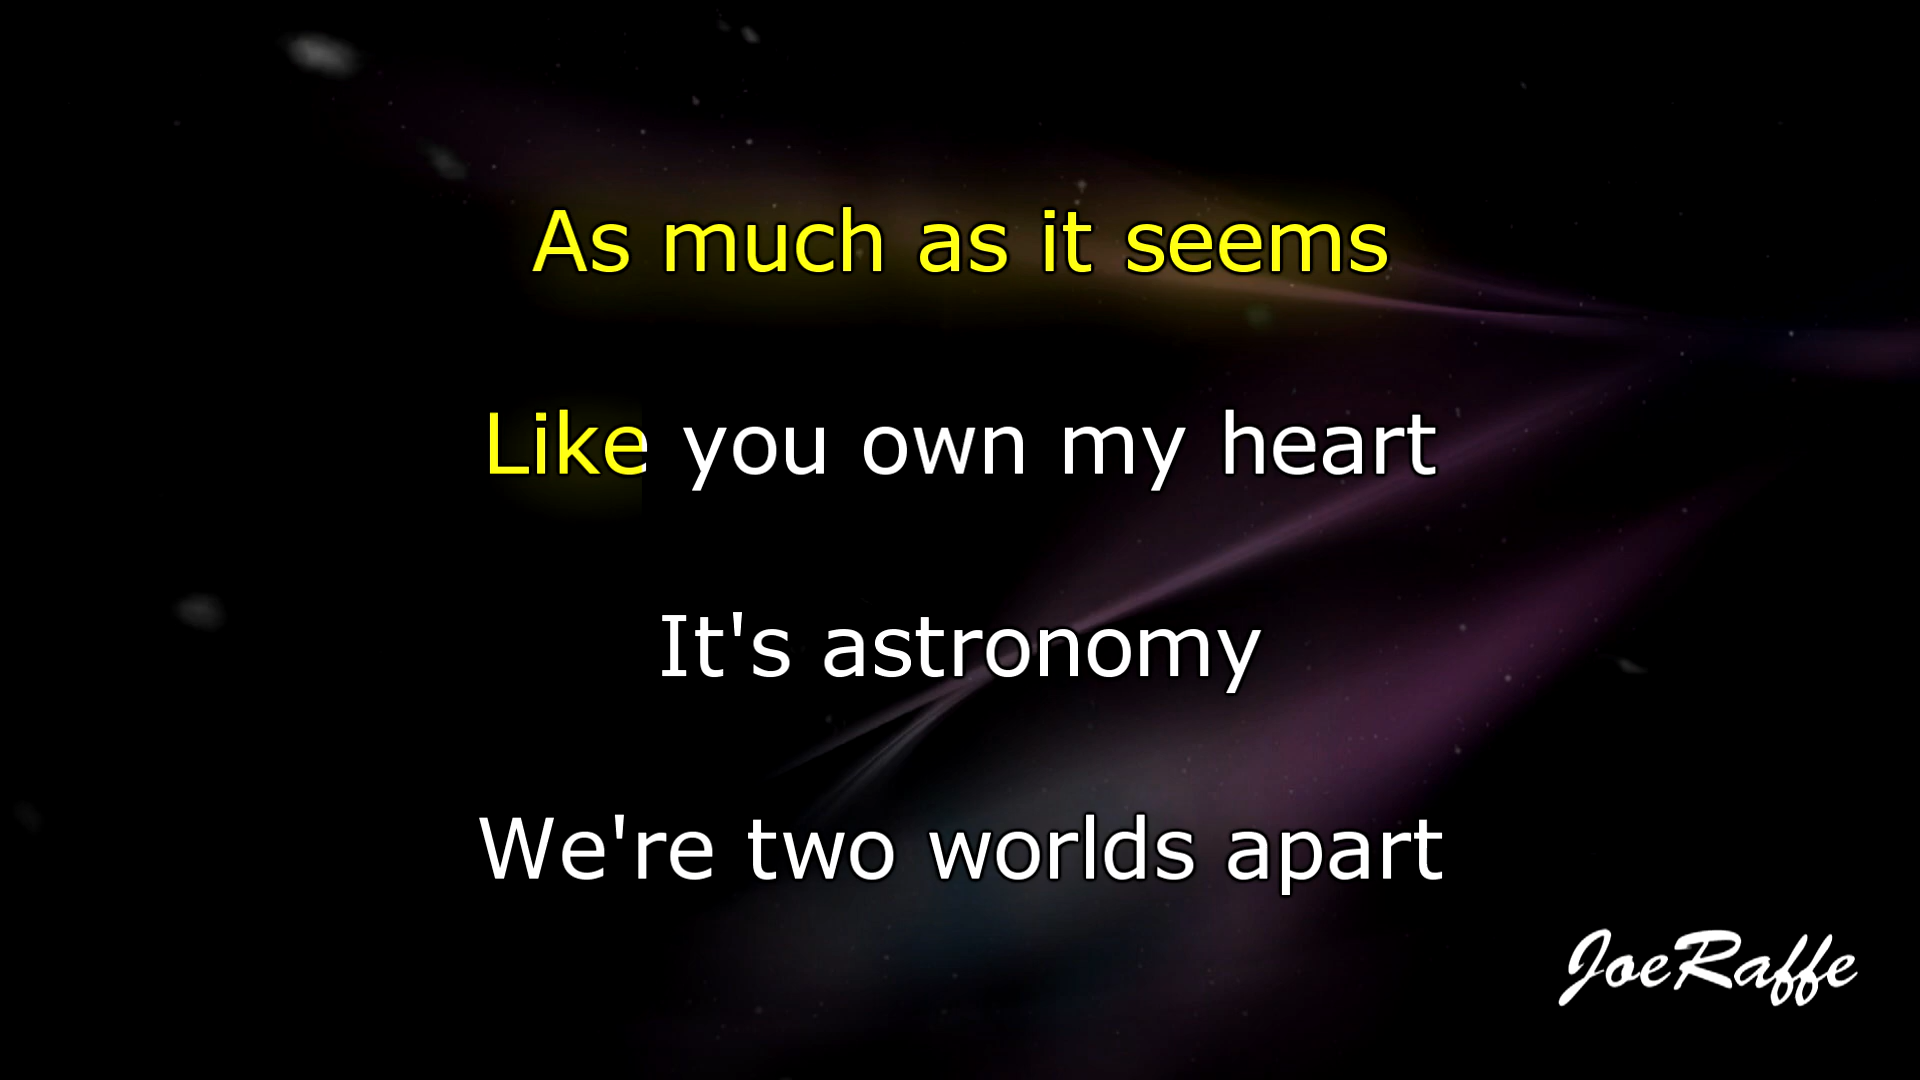 As much as it seems
Like you own my heart
It's astronomy
We're two worlds apart
JoeRaffe